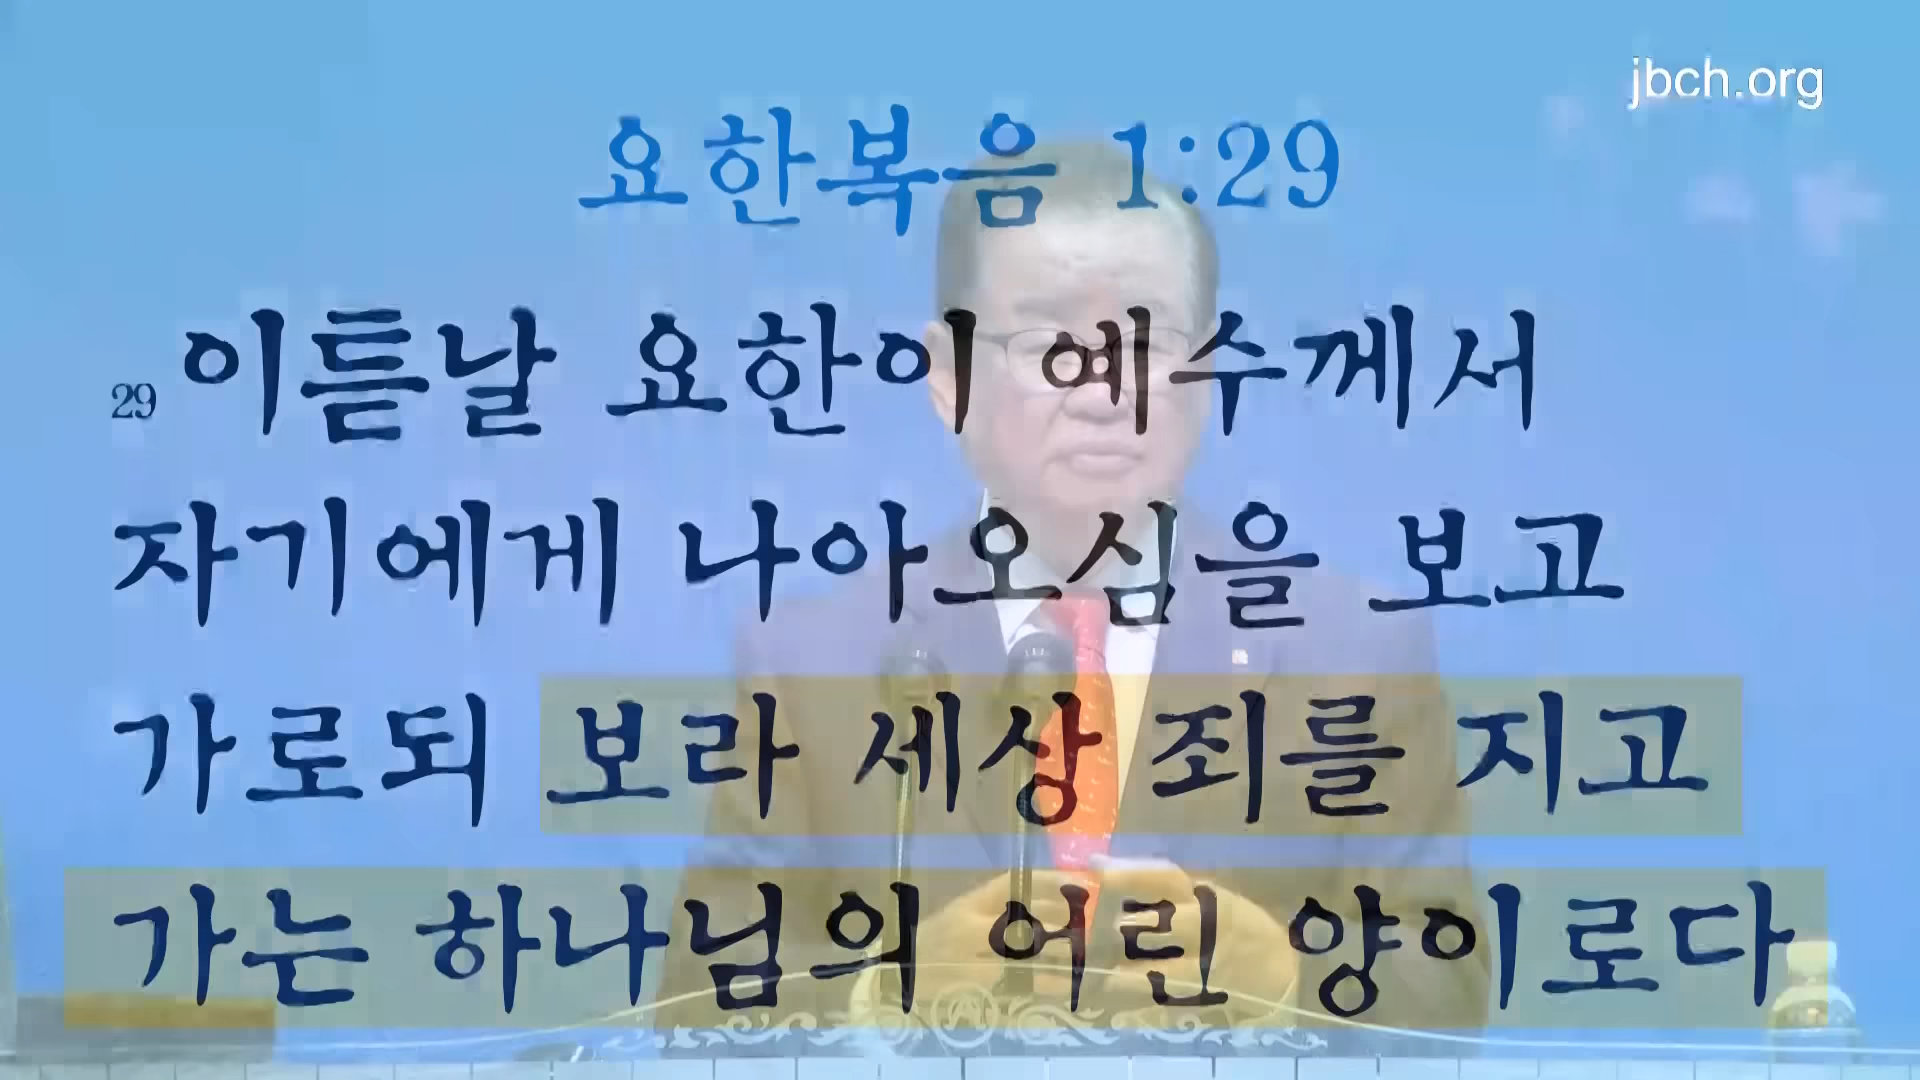 jbch.org
요한복음 1:29
29 이튿날 요한이 예수께서
자기에게 나아오심을 보고
가로되 보라 세상 죄를 지고
가는 하나님의 어린 양이로다